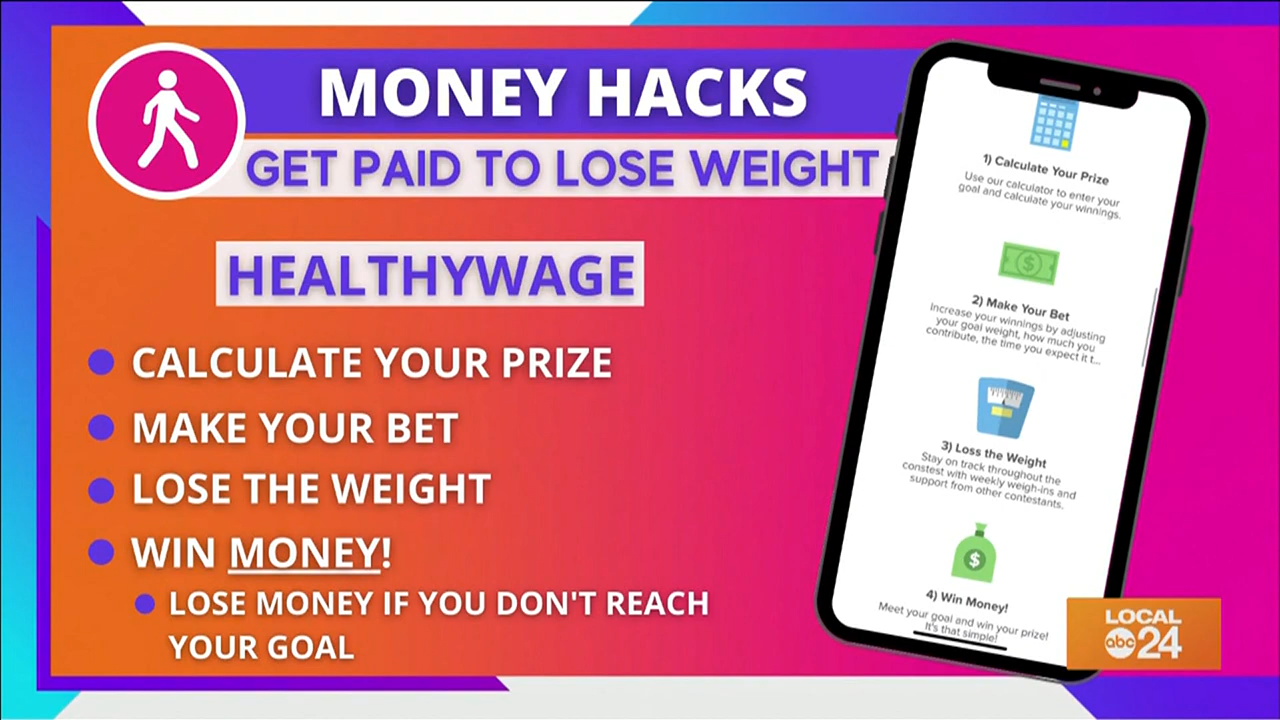 MONEY HACKS
GET PAID TO LOSE WEIGHT
HEALTHYWAGE
CALCULATE YOUR PRIZE
MAKE YOUR BET
LOSE THE WEIGHT
WIN MONEY!
LOSE MONEY IF YOU DON'T REACH
YOUR GOAL
1) Calculate Your Prize
Use our calculator to enter your
goal and calculate your winnings.
2) Make Your Bet
Increase your winnings by adjusting
your goal weight, how much you
contribute, the time you expect it t...
3) Loss the Weight
Stay on track throughout the
constest with weekly weigh-ins and
support from other contestants.
$
4) Win Money!
Meet your goal and win your prize!
It's that simple!
LOCAL
abc 24